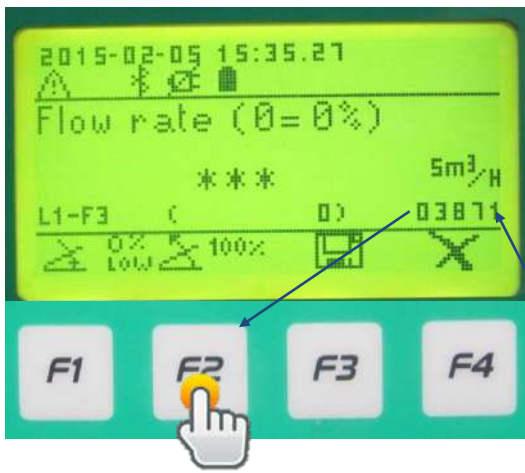 2015-02-05 15:35.27
Flow rate (0= 0%)
*** 5m³/H
L1-F3 ( 0) 03871
0% LOW 100%
F1 F2 F3 F4